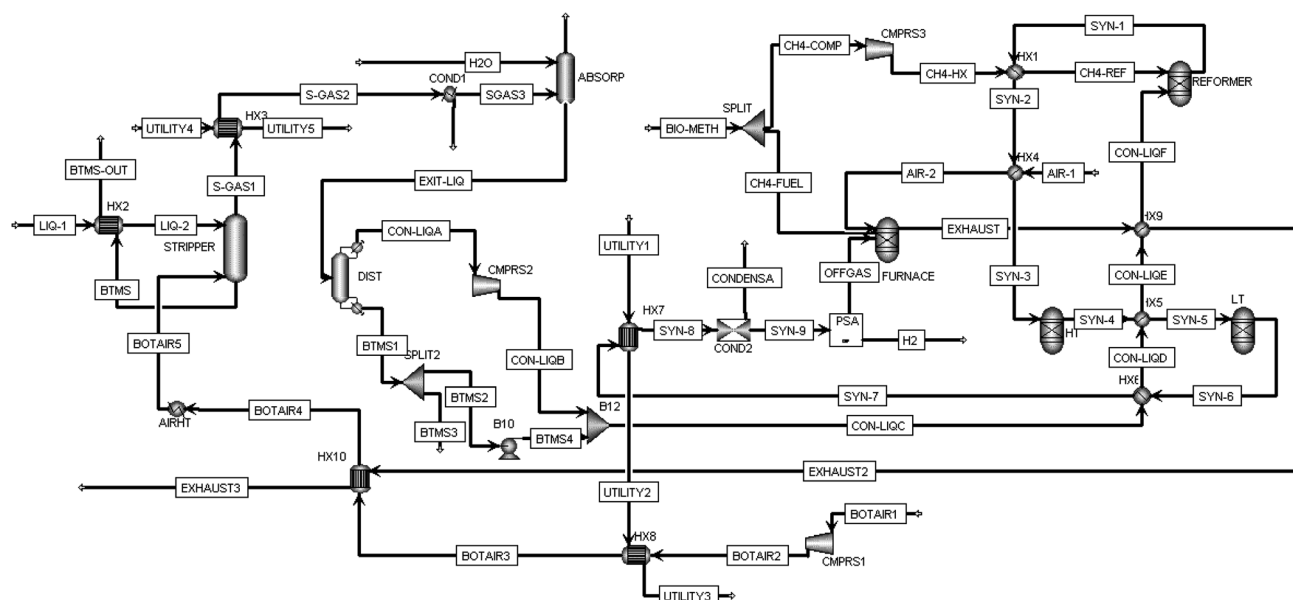 CH4-COMP
CMPRS3
SYN-1
H2O
ABSORP
COND1
CH4-HX
HX1
CH4-REF
REFORMER
S-GAS2
SGAS3
SYN-2
SPLIT
HX3
UTILITY4
UTILITY5
BIO-METH
BTMS-OUT
CON-LIQF
HX4
EXIT-LIQ
CH4-FUEL
AIR-2
AIR-1
S-GAS1
HX2
LIQ-1
LIQ-2
STRIPPER
CON-LIQA
UTILITY1
EXHAUST
HX9
OFFGAS
FURNACE
CMPRS2
DIST
CONDENSA
CON-LIQE
SYN-3
BTMS
HX7
PSA
HX5
LT
SYN-8
SYN-9
SYN-4
SYN-5
HT
H2
COND2
BOTAIR5
BTMS1
CON-LIQB
CON-LIQD
SPLIT2
HX6
BTMS2
SYN-7
SYN-6
BOTAIR4
AIRHT
B12
B10
BTMS3
BTMS4
CON-LIQC
HX10
EXHAUST2
EXHAUST3
UTILITY2
BOTAIR1
HX8
BOTAIR3
BOTAIR2
CMPRS1
UTILITY3